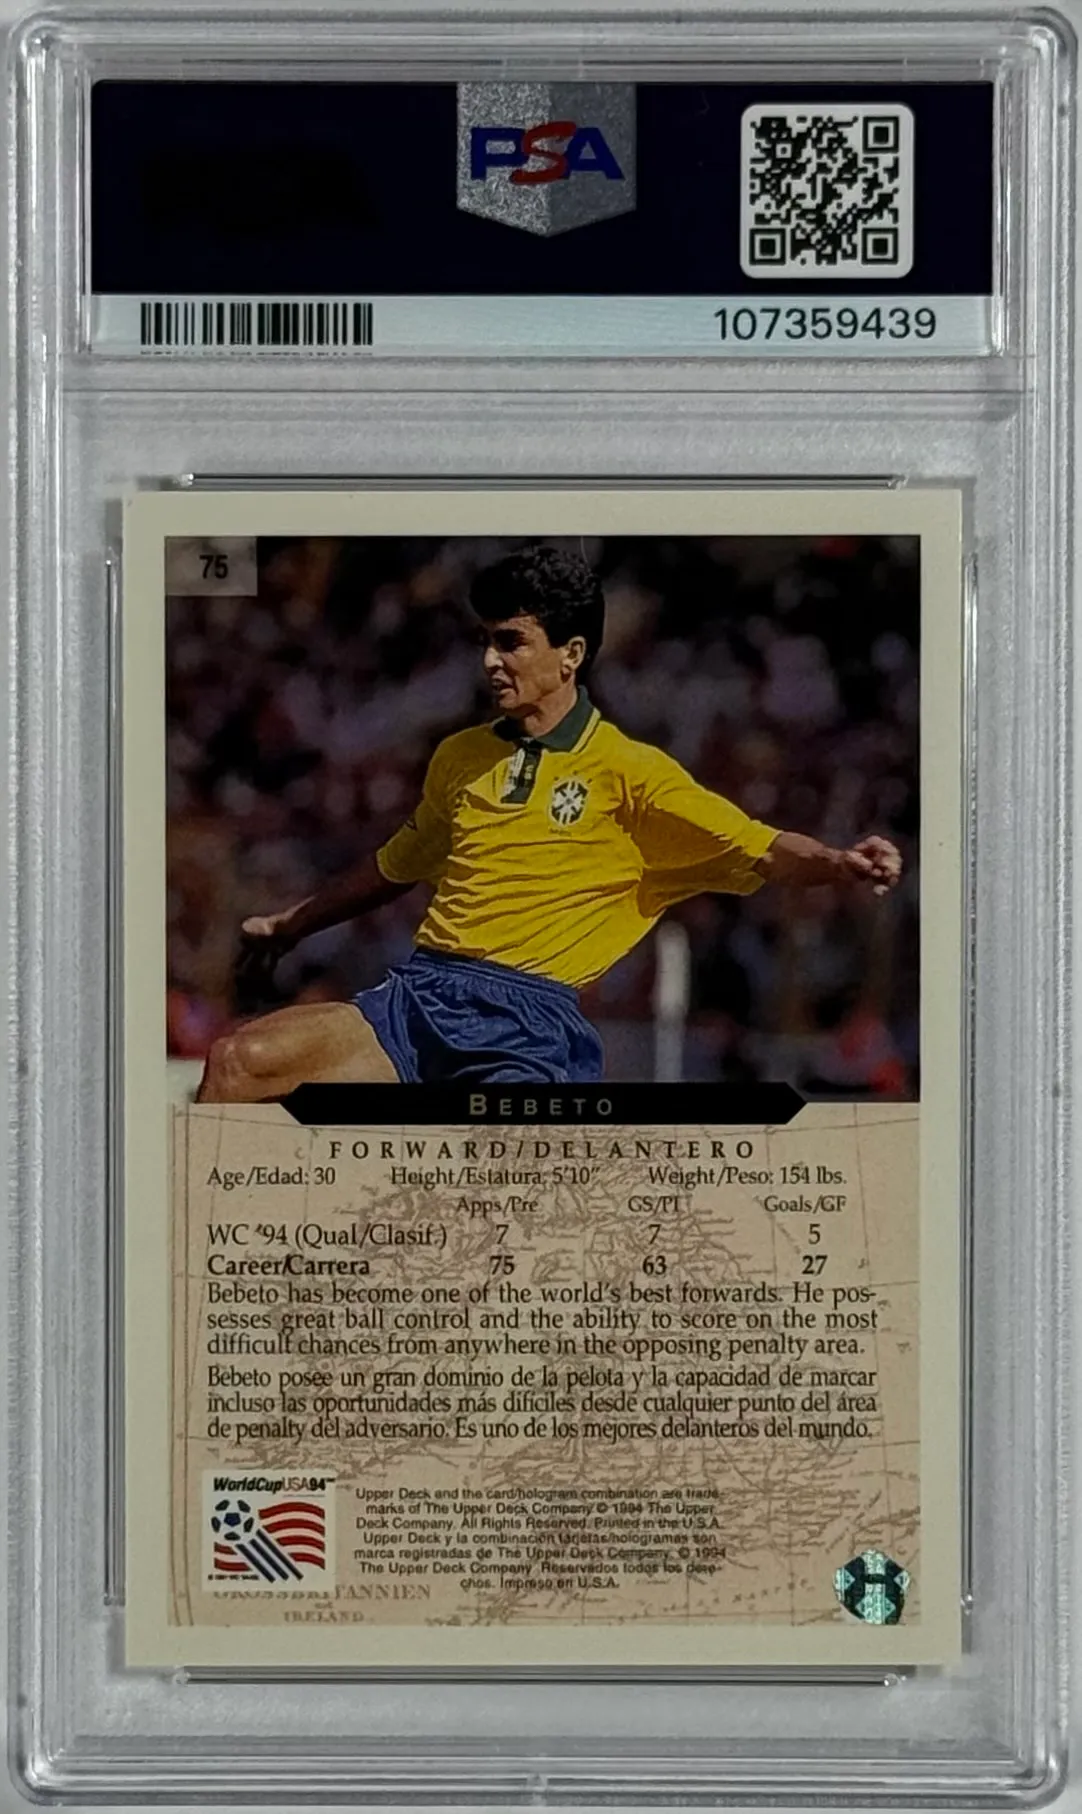 PSA
107359439
75
BEBETO
FORWARD/DELANTERO
Age/Edad: 30 Height/Estatura: 5'10" Weight/Peso: 154 lbs.
Apps/Pre GS/PI Goals/GF
WC '94 (Qual/Clasif.) 7 7 5
Career/Carrera 75 63 27
Bebeto has become one of the world's best forwards. He pos-
sesses great ball control and the ability to score on the most
difficult chances from anywhere in the opposing penalty area.
Bebeto posee un gran dominio de la pelota y la capacidad de marcar
incluso las oportunidades más difíciles desde cualquier punto del área
de penalty del adversario. Es uno de los mejores delanteros del mundo.
WorldCupUSA94™
Upper Deck and the card/hologram combination are trade-
marks of The Upper Deck Company © 1994 The Upper
Deck Company. All Rights Reserved. Printed in the U.S.A.
Upper Deck y la combinación tarjetas/hologramas son
marca registradas de The Upper Deck Company. © 1994
The Upper Deck Company Reservados todos los dere-
chos. Impreso en U.S.A.
GROSSBRITANNIEN
IRELAND